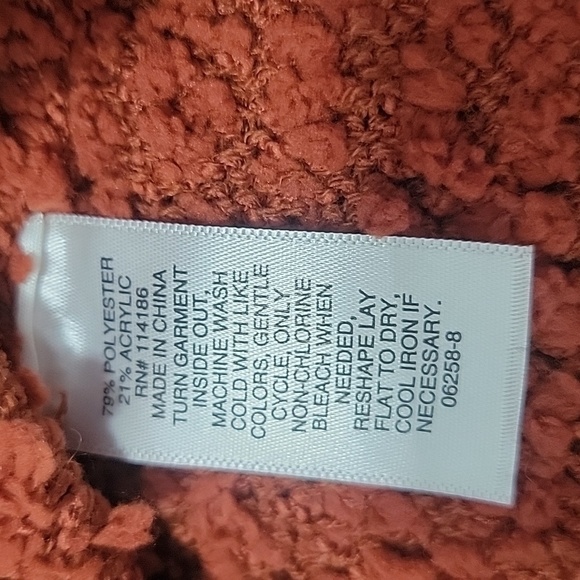 79% POLYESTER
21% ACRYLIC
RN# 114186
MADE IN CHINA
TURN GARMENT
INSIDE OUT,
MACHINE WASH
COLD WITH LIKE
COLORS, GENTLE
CYCLE, ONLY
NON-CHLORINE
BLEACH WHEN
NEEDED,
RESHAPE LAY
FLAT TO DRY,
COOL IRON IF
NECESSARY.
06258-8